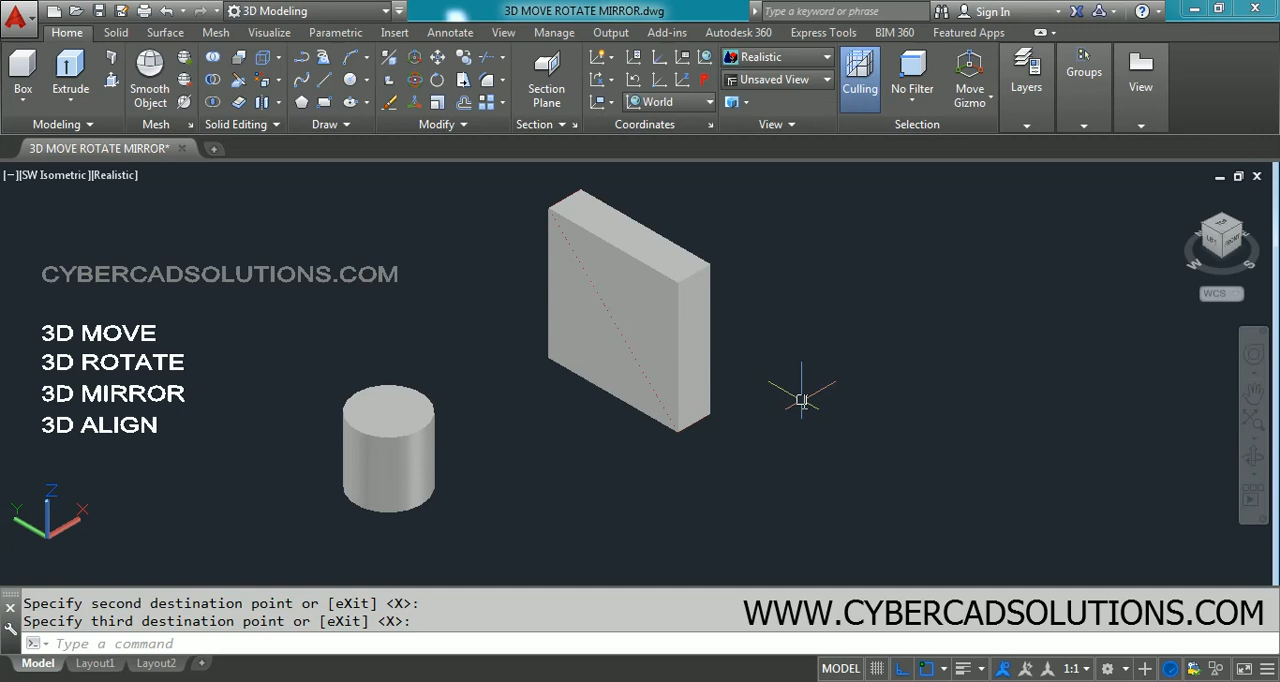 3D Modeling
3D MOVE ROTATE MIRROR.dwg
Type a keyword or phrase
Sign In
Home Solid Surface Mesh Visualize Parametric Insert Annotate View Manage Output Add-ins Autodesk 360 Express Tools BIM 360 Featured Apps
Box Extrude Smooth Object Section Plane Realistic Unsaved View World Culling No Filter Move Gizmo Layers Groups View
Modeling Mesh Solid Editing Draw Modify Section Coordinates View Selection
3D MOVE ROTATE MIRROR*
[−][SW Isometric][Realistic]
CYBERCADSOLUTIONS.COM
3D MOVE
3D ROTATE
3D MIRROR
3D ALIGN
TOP
FRONT
W
S
WCS
Z
Y
X
Specify second destination point or [eXit] <X>:
Specify third destination point or [eXit] <X>:
Type a command
WWW.CYBERCADSOLUTIONS.COM
Model Layout1 Layout2
MODEL
1:1